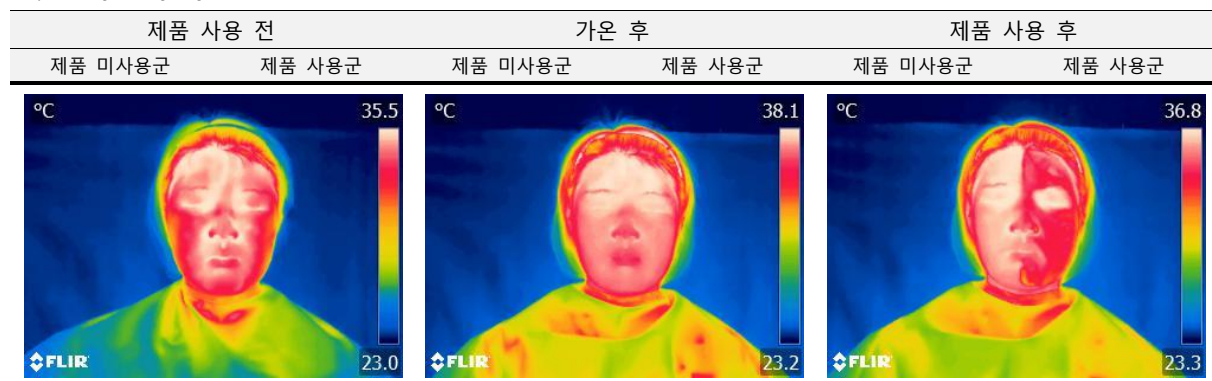 제품 사용 전 가온 후 제품 사용 후
제품 미사용군 제품 사용군 제품 미사용군 제품 사용군 제품 미사용군 제품 사용군
°C 35.5 °C 38.1 °C 36.8
FLIR 23.0 FLIR 23.2 FLIR 23.3